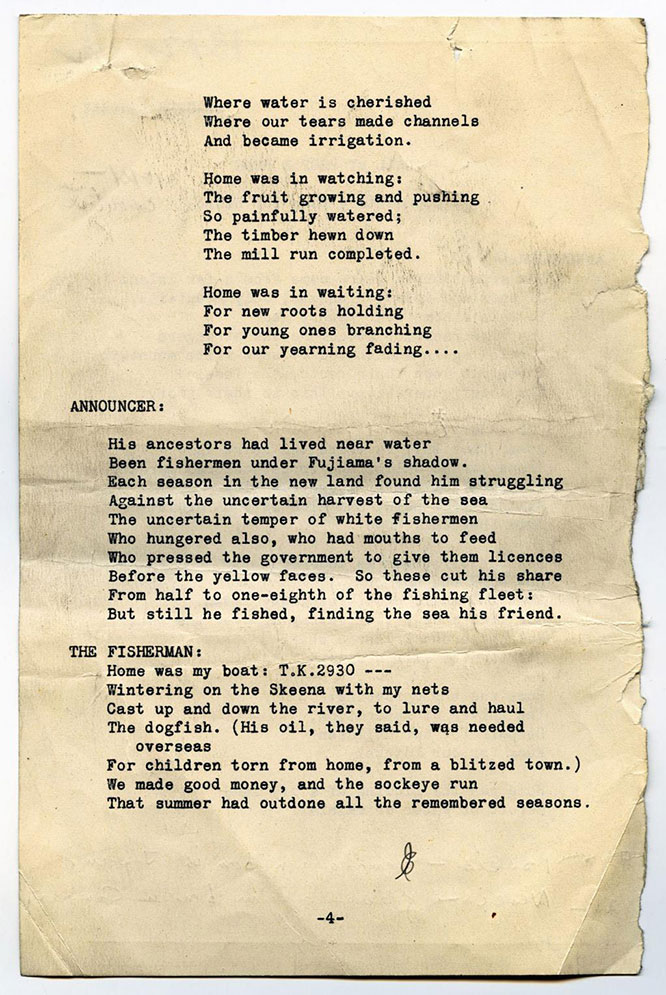 Where water is cherished
Where our tears made channels
And became irrigation.
Home was in watching:
The fruit growing and pushing
So painfully watered;
The timber hewn down
The mill run completed.
Home was in waiting:
For new roots holding
For young ones branching
For our yearning fading....
ANNOUNCER:
His ancestors had lived near water
Been fishermen under Fujiama's shadow.
Each season in the new land found him struggling
Against the uncertain harvest of the sea
The uncertain temper of white fishermen
Who hungered also, who had mouths to feed
Who pressed the government to give them licences
Before the yellow faces. So these cut his share
From half to one-eighth of the fishing fleet:
But still he fished, finding the sea his friend.
THE FISHERMAN:
Home was my boat: T.K.2930 ---
Wintering on the Skeena with my nets
Cast up and down the river, to lure and haul
The dogfish. (His oil, they said, was needed
overseas
For children torn from home, from a blitzed town.)
We made good money, and the sockeye run
That summer had outdone all the remembered seasons.
-4-